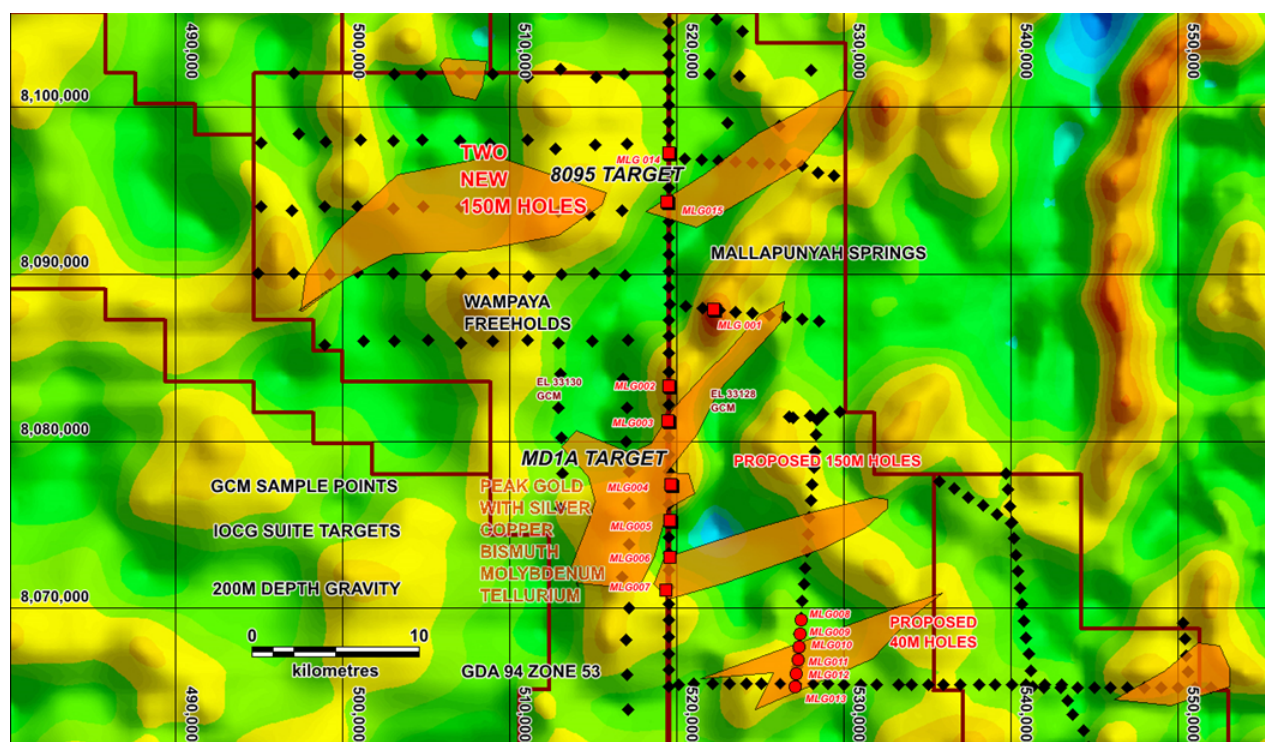 490,000
500,000
510,000
520,000
530,000
540,000
550,000
8,100,000
TWO
NEW
150M HOLES
MLG 014
8095 TARGET
MLG015
8,090,000
MALLAPUNYAH SPRINGS
WAMPAYA
FREEHOLDS
MLG 001
EL 33130
GCM
MLG002
EL 33128
GCM
MLG003
8,080,000
MD1A TARGET
PROPOSED 150M HOLES
GCM SAMPLE POINTS
IOCG SUITE TARGETS
200M DEPTH GRAVITY
PEAK GOLD
WITH SILVER
COPPER
BISMUTH
MOLYBDENUM
TELLURIUM
MLG004
MLG005
MLG006
MLG007
8,070,000
MLG008
MLG009
MLG010
MLG011
MLG012
MLG013
PROPOSED
40M HOLES
0 10
kilometres
GDA 94 ZONE 53
490,000
500,000
510,000
520,000
530,000
540,000
550,000